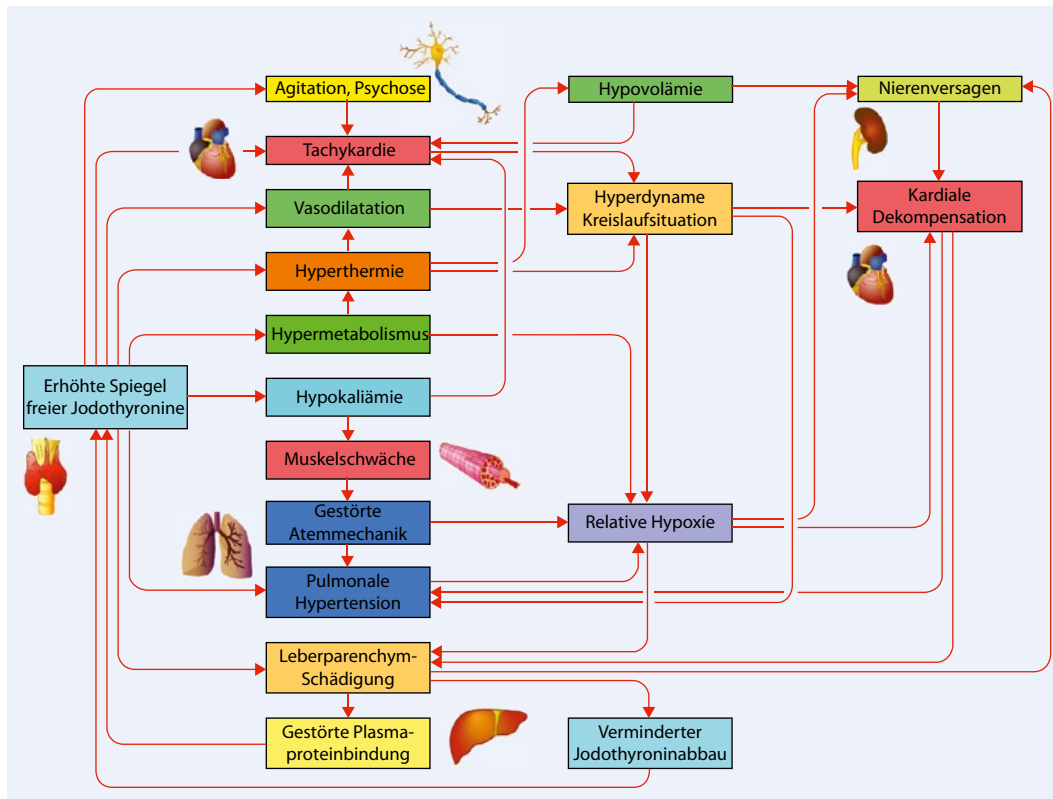 Agitation, Psychose
Hypovolämie
Nierenversagen
Tachykardie
Vasodilatation
Hyperdyname
Kreislaufsituation
Kardiale
Dekompensation
Hyperthermie
Hypermetabolismus
Erhöhte Spiegel
freier Jodothyronine
Hypokaliämie
Muskelschwäche
Gestörte
Atemmechanik
Relative Hypoxie
Pulmonale
Hypertension
Leberparenchym-
Schädigung
Gestörte Plasma-
proteinbindung
Verminderter
Jodothyroninabbau